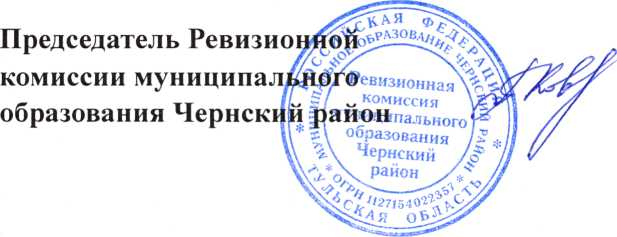 Председатель Ревизионной
комиссии муниципального
образования Чернский район
РОССИЙСКАЯ ФЕДЕРАЦИЯ
МУНИЦИПАЛЬНОЕ ОБРАЗОВАНИЕ ЧЕРНСКИЙ РАЙОН
Ревизионная
комиссия
муниципального
образования
Чернский
район
* ОГРН 1127154022357 *
* ТУЛЬСКАЯ ОБЛАСТЬ *